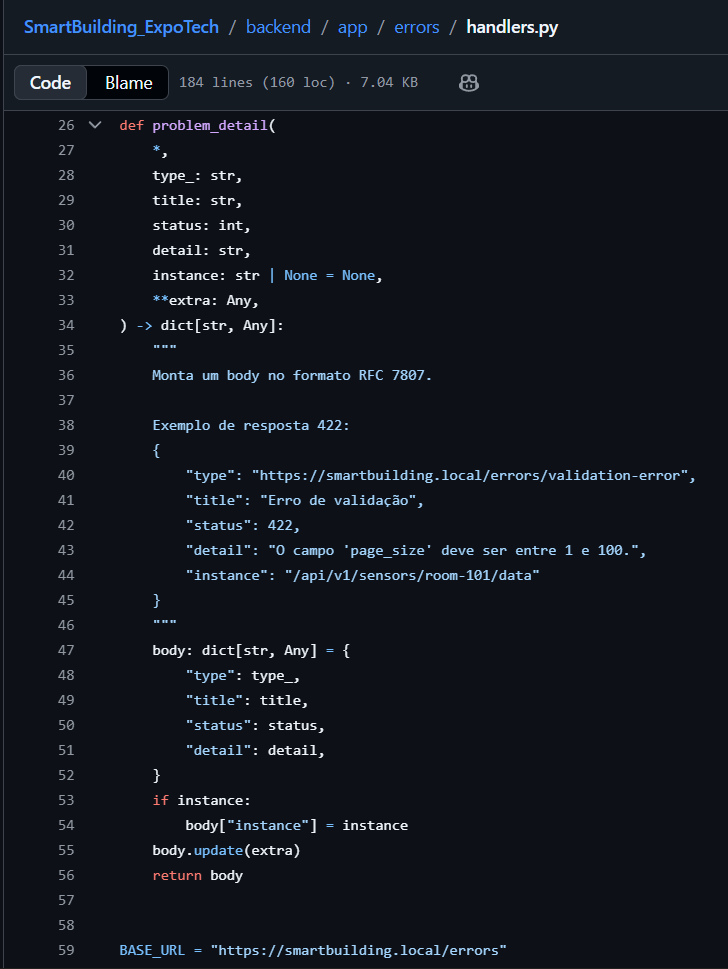 SmartBuilding_ExpoTech / backend / app / errors / handlers.py
Code Blame 184 lines (160 loc) · 7.04 KB
26 def problem_detail(
27     *,
28     type_: str,
29     title: str,
30     status: int,
31     detail: str,
32     instance: str | None = None,
33     **extra: Any,
34 ) -> dict[str, Any]:
35     """
36     Monta um body no formato RFC 7807.
37
38     Exemplo de resposta 422:
39     {
40         "type": "https://smartbuilding.local/errors/validation-error",
41         "title": "Erro de validação",
42         "status": 422,
43         "detail": "O campo 'page_size' deve ser entre 1 e 100.",
44         "instance": "/api/v1/sensors/room-101/data"
45     }
46     """
47     body: dict[str, Any] = {
48         "type": type_,
49         "title": title,
50         "status": status,
51         "detail": detail,
52     }
53     if instance:
54         body["instance"] = instance
55     body.update(extra)
56     return body
57
58
59 BASE_URL = "https://smartbuilding.local/errors"